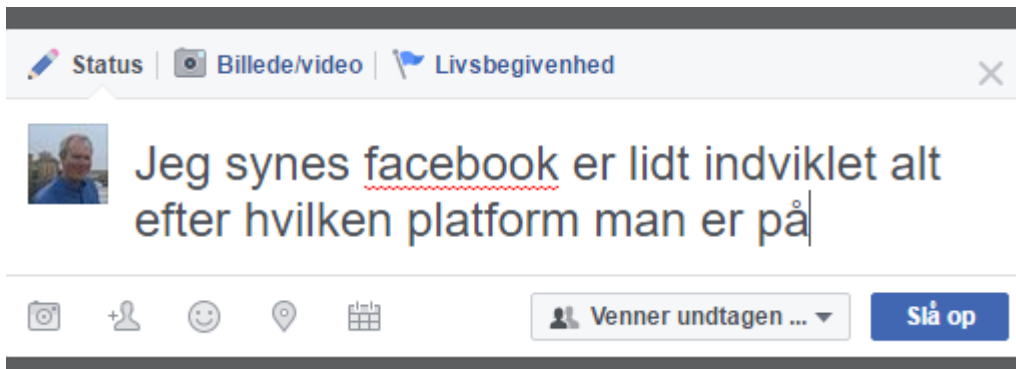 Status Billede/video Livsbegivenhed
Jeg synes facebook er lidt indviklet alt
efter hvilken platform man er på
Venner undtagen ... Slå op